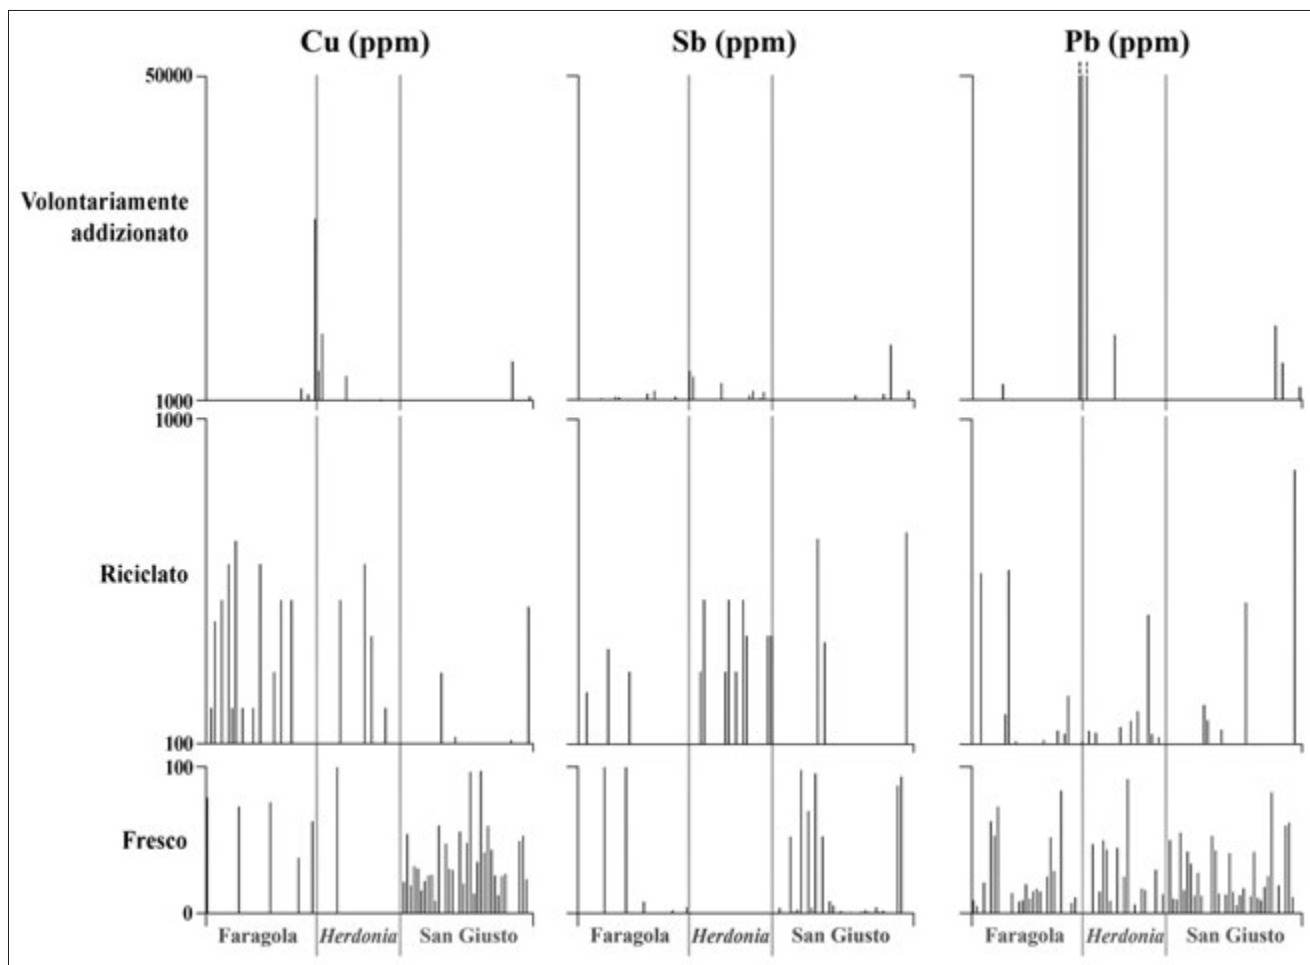 Cu (ppm) Sb (ppm) Pb (ppm)
50000
Volontariamente
addizionato
1000
1000
Riciclato
100
100
Fresco
0
Faragola Herdonia San Giusto Faragola Herdonia San Giusto Faragola Herdonia San Giusto